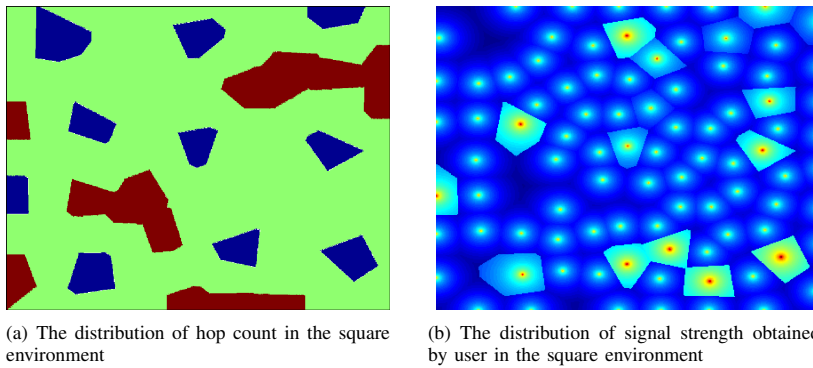 (a) The distribution of hop count in the square
environment
(b) The distribution of signal strength obtained
by user in the square environment